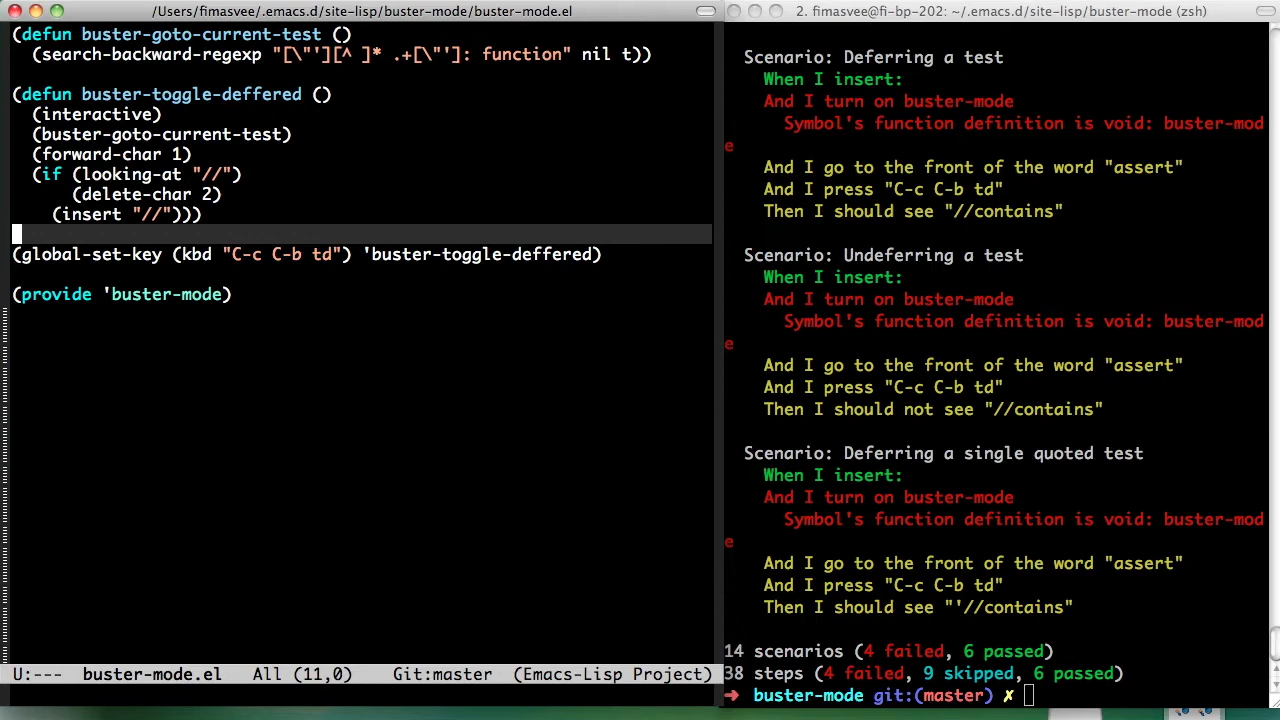 /Users/fimasvee/.emacs.d/site-lisp/buster-mode/buster-mode.el
(defun buster-goto-current-test ()
  (search-backward-regexp "[\"'][^ ]* .+[\"']: function" nil t))
(defun buster-toggle-deffered ()
  (interactive)
  (buster-goto-current-test)
  (forward-char 1)
  (if (looking-at "//")
      (delete-char 2)
    (insert "//")))
(global-set-key (kbd "C-c C-b td") 'buster-toggle-deffered)
(provide 'buster-mode)
U:--- buster-mode.el All (11,0) Git:master (Emacs-Lisp Project)
2. fimasvee@fi-bp-202: ~/.emacs.d/site-lisp/buster-mode (zsh)
Scenario: Deferring a test
When I insert:
And I turn on buster-mode
Symbol's function definition is void: buster-mod
e
And I go to the front of the word "assert"
And I press "C-c C-b td"
Then I should see "//contains"
Scenario: Undeferring a test
When I insert:
And I turn on buster-mode
Symbol's function definition is void: buster-mod
e
And I go to the front of the word "assert"
And I press "C-c C-b td"
Then I should not see "//contains"
Scenario: Deferring a single quoted test
When I insert:
And I turn on buster-mode
Symbol's function definition is void: buster-mod
e
And I go to the front of the word "assert"
And I press "C-c C-b td"
Then I should see "'//contains"
14 scenarios (4 failed, 6 passed)
38 steps (4 failed, 9 skipped, 6 passed)
➜ buster-mode git:(master) ✗